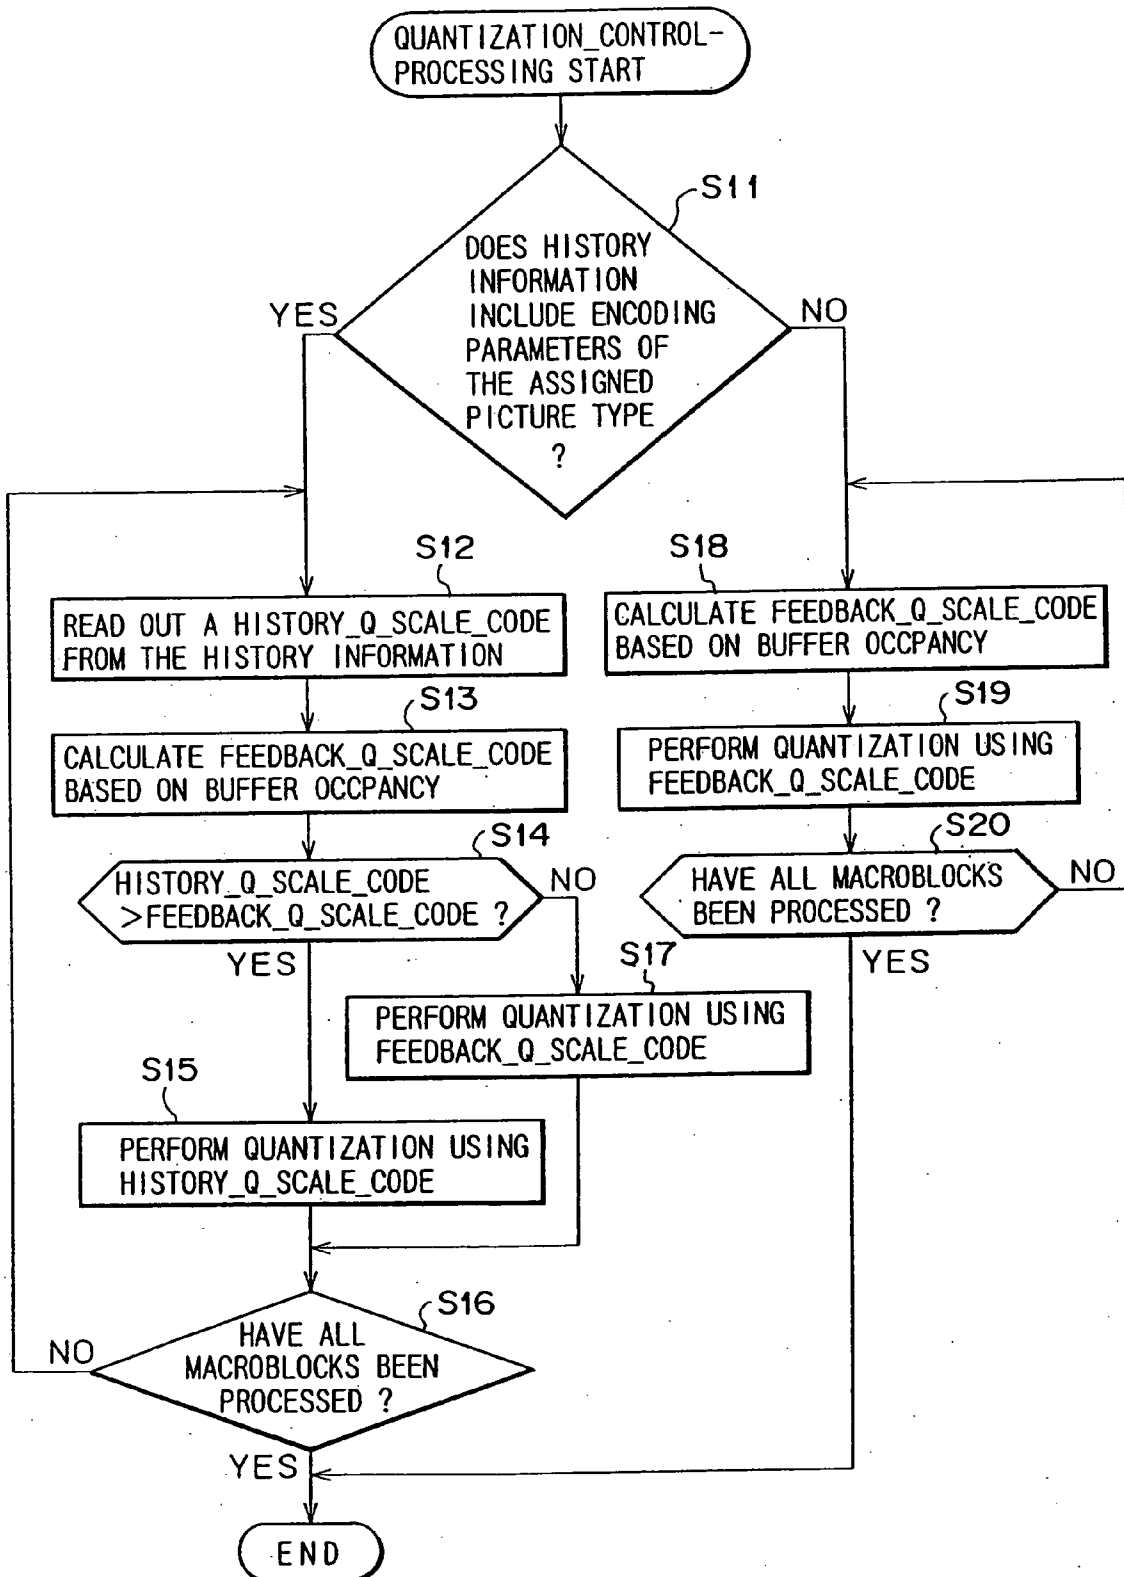 QUANTIZATION_CONTROL-
PROCESSING START
S11
DOES HISTORY
INFORMATION
INCLUDE ENCODING
PARAMETERS OF
THE ASSIGNED
PICTURE TYPE
?
YES
NO
S12
READ OUT A HISTORY_Q_SCALE_CODE
FROM THE HISTORY INFORMATION
S18
CALCULATE FEEDBACK_Q_SCALE_CODE
BASED ON BUFFER OCCPANCY
S13
CALCULATE FEEDBACK_Q_SCALE_CODE
BASED ON BUFFER OCCPANCY
S19
PERFORM QUANTIZATION USING
FEEDBACK_Q_SCALE_CODE
S14
HISTORY_Q_SCALE_CODE
>FEEDBACK_Q_SCALE_CODE ?
NO
YES
S20
HAVE ALL MACROBLOCKS
BEEN PROCESSED ?
NO
YES
S17
PERFORM QUANTIZATION USING
FEEDBACK_Q_SCALE_CODE
S15
PERFORM QUANTIZATION USING
HISTORY_Q_SCALE_CODE
S16
HAVE ALL
MACROBLOCKS BEEN
PROCESSED ?
NO
YES
END